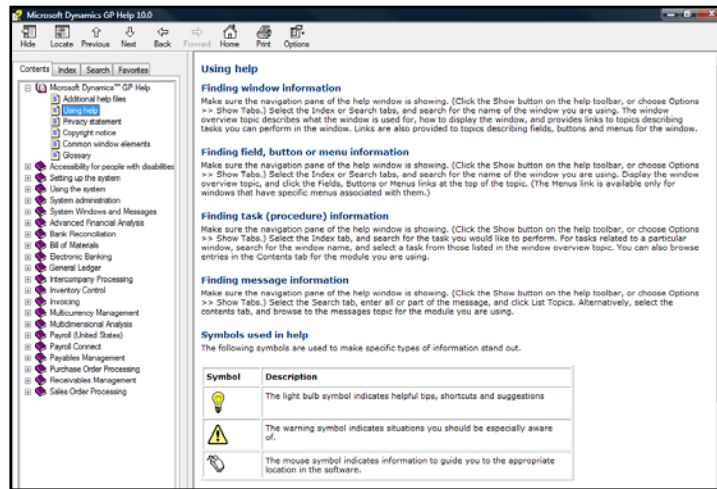 Microsoft Dynamics GP Help 10.0
Hide Locate Previous Next Back Forward Home Print Options
Contents Index Search Favorites
Microsoft Dynamics™ GP Help
Additional help files
Using help
Privacy statement
Copyright notice
Common window elements
Glossary
Accessibility for people with disabilities
Setting up the system
Using the system
System administration
System Windows and Messages
Advanced Financial Analysis
Bank Reconciliation
Bill of Materials
Electronic Banking
General Ledger
Intercompany Processing
Inventory Control
Invoicing
Multicurrency Management
Multidimensional Analysis
Payroll (United States)
Payroll Connect
Payables Management
Purchase Order Processing
Receivables Management
Sales Order Processing
Using help
Finding window information
Make sure the navigation pane of the help window is showing. (Click the Show button on the help toolbar, or choose Options
>> Show Tabs.) Select the Index or Search tabs, and search for the name of the window you are using. The window
overview topic describes what the window is used for, how to display the window, and provides links to topics describing
tasks you can perform in the window. Links are also provided to topics describing fields, buttons and menus for the window.
Finding field, button or menu information
Make sure the navigation pane of the help window is showing. (Click the Show button on the help toolbar, or choose Options
>> Show Tabs.) Select the Index or Search tabs, and search for the name of the window you are using. Display the window
overview topic, and click the Fields, Buttons or Menus links at the top of the topic. (The Menus link is available only for
windows that have specific menus associated with them.)
Finding task (procedure) information
Make sure the navigation pane of the help window is showing. (Click the Show button on the help toolbar, or choose Options
>> Show Tabs.) Select the Index tab, and search for the task you would like to perform. For tasks related to a particular
window, search for the window name, and select a task from those listed in the window overview topic. You can also browse
entries in the Contents tab for the module you are using.
Finding message information
Make sure the navigation pane of the help window is showing. (Click the Show button on the help toolbar, or choose Options
>> Show Tabs.) Select the Search tab, enter all or part of the message, and click List Topics. Alternatively, select the
contents tab, and browse to the messages topic for the module you are using.
Symbols used in help
The following symbols are used to make specific types of information stand out.
Symbol Description
The light bulb symbol indicates helpful tips, shortcuts and suggestions
The warning symbol indicates situations you should be especially aware
of.
The mouse symbol indicates information to guide you to the appropriate
location in the software.